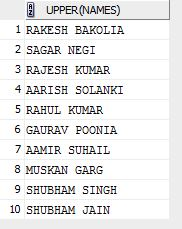 UPPER(NAMES)
1 RAKESH BAKOLIA
2 SAGAR NEGI
3 RAJESH KUMAR
4 AARISH SOLANKI
5 RAHUL KUMAR
6 GAURAV POONIA
7 AAMIR SUHAIL
8 MUSKAN GARG
9 SHUBHAM SINGH
10 SHUBHAM JAIN